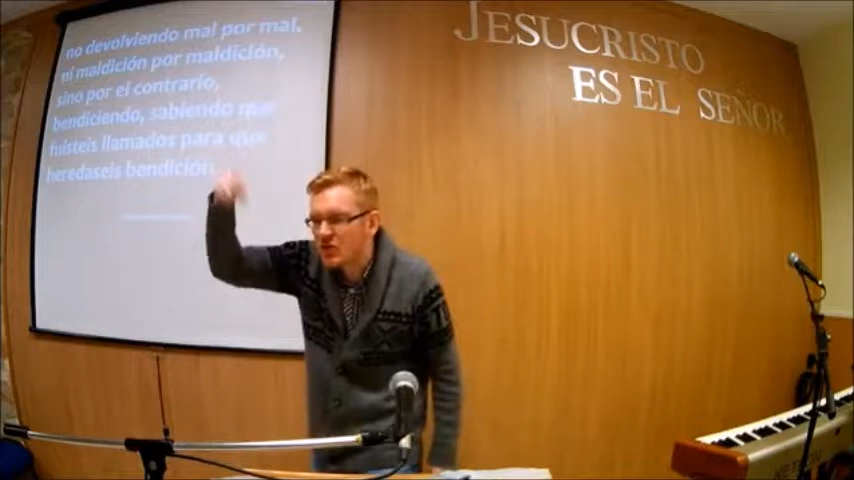 no devolviendo mal por mal,
ni maldición por maldición,
sino por el contrario,
bendiciendo, sabiendo que
fuisteis llamados para que
heredaseis bendición.
JESUCRISTO
ES EL SEÑOR